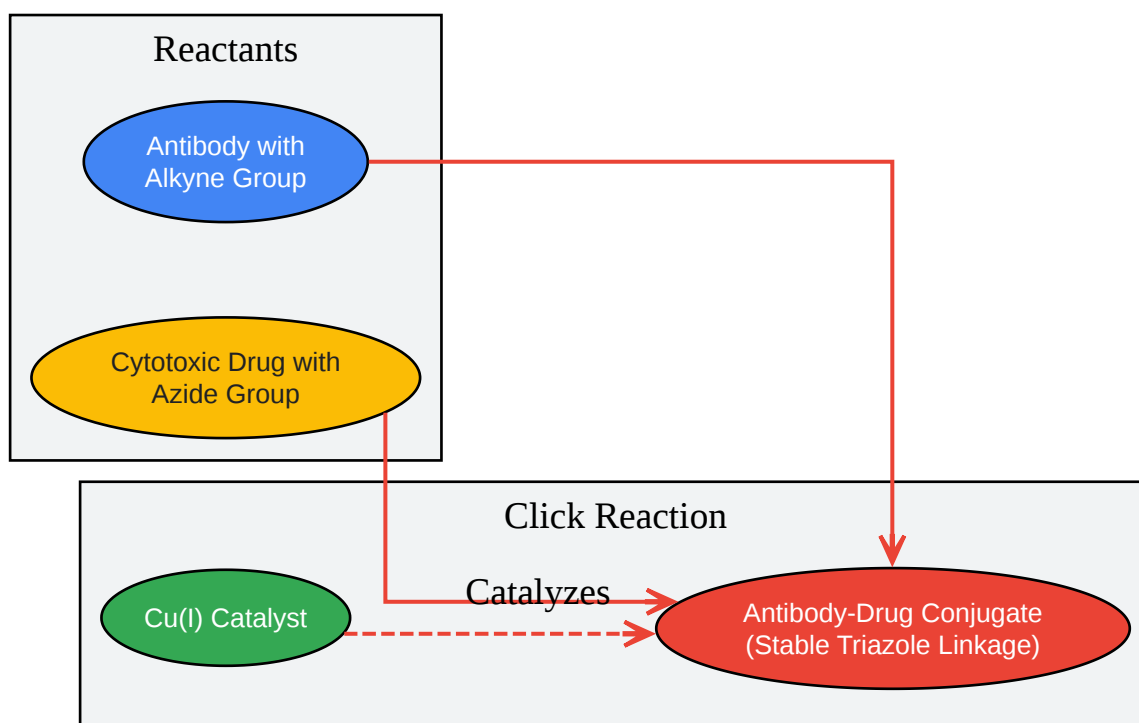 Reactants
Antibody with
Alkyne Group
Cytotoxic Drug with
Azide Group
Click Reaction
Catalyzes
Cu(I) Catalyst
Antibody-Drug Conjugate
(Stable Triazole Linkage)